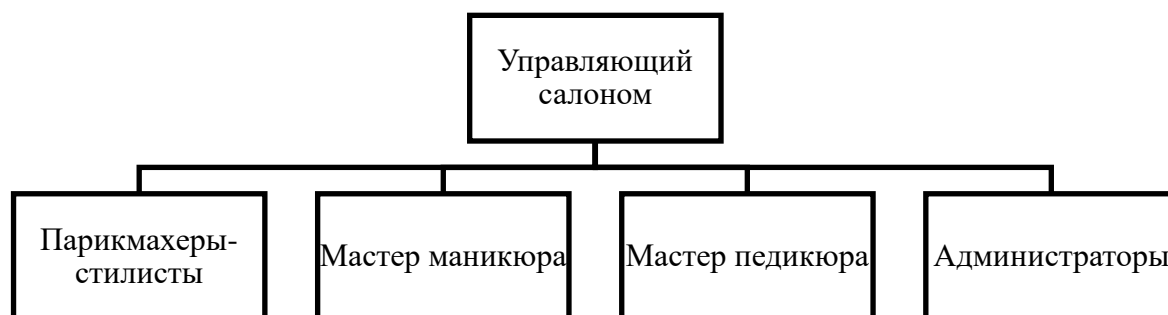 Управляющий
салоном
Парикмахеры-
стилисты
Мастер маникюра
Мастер педикюра
Администраторы